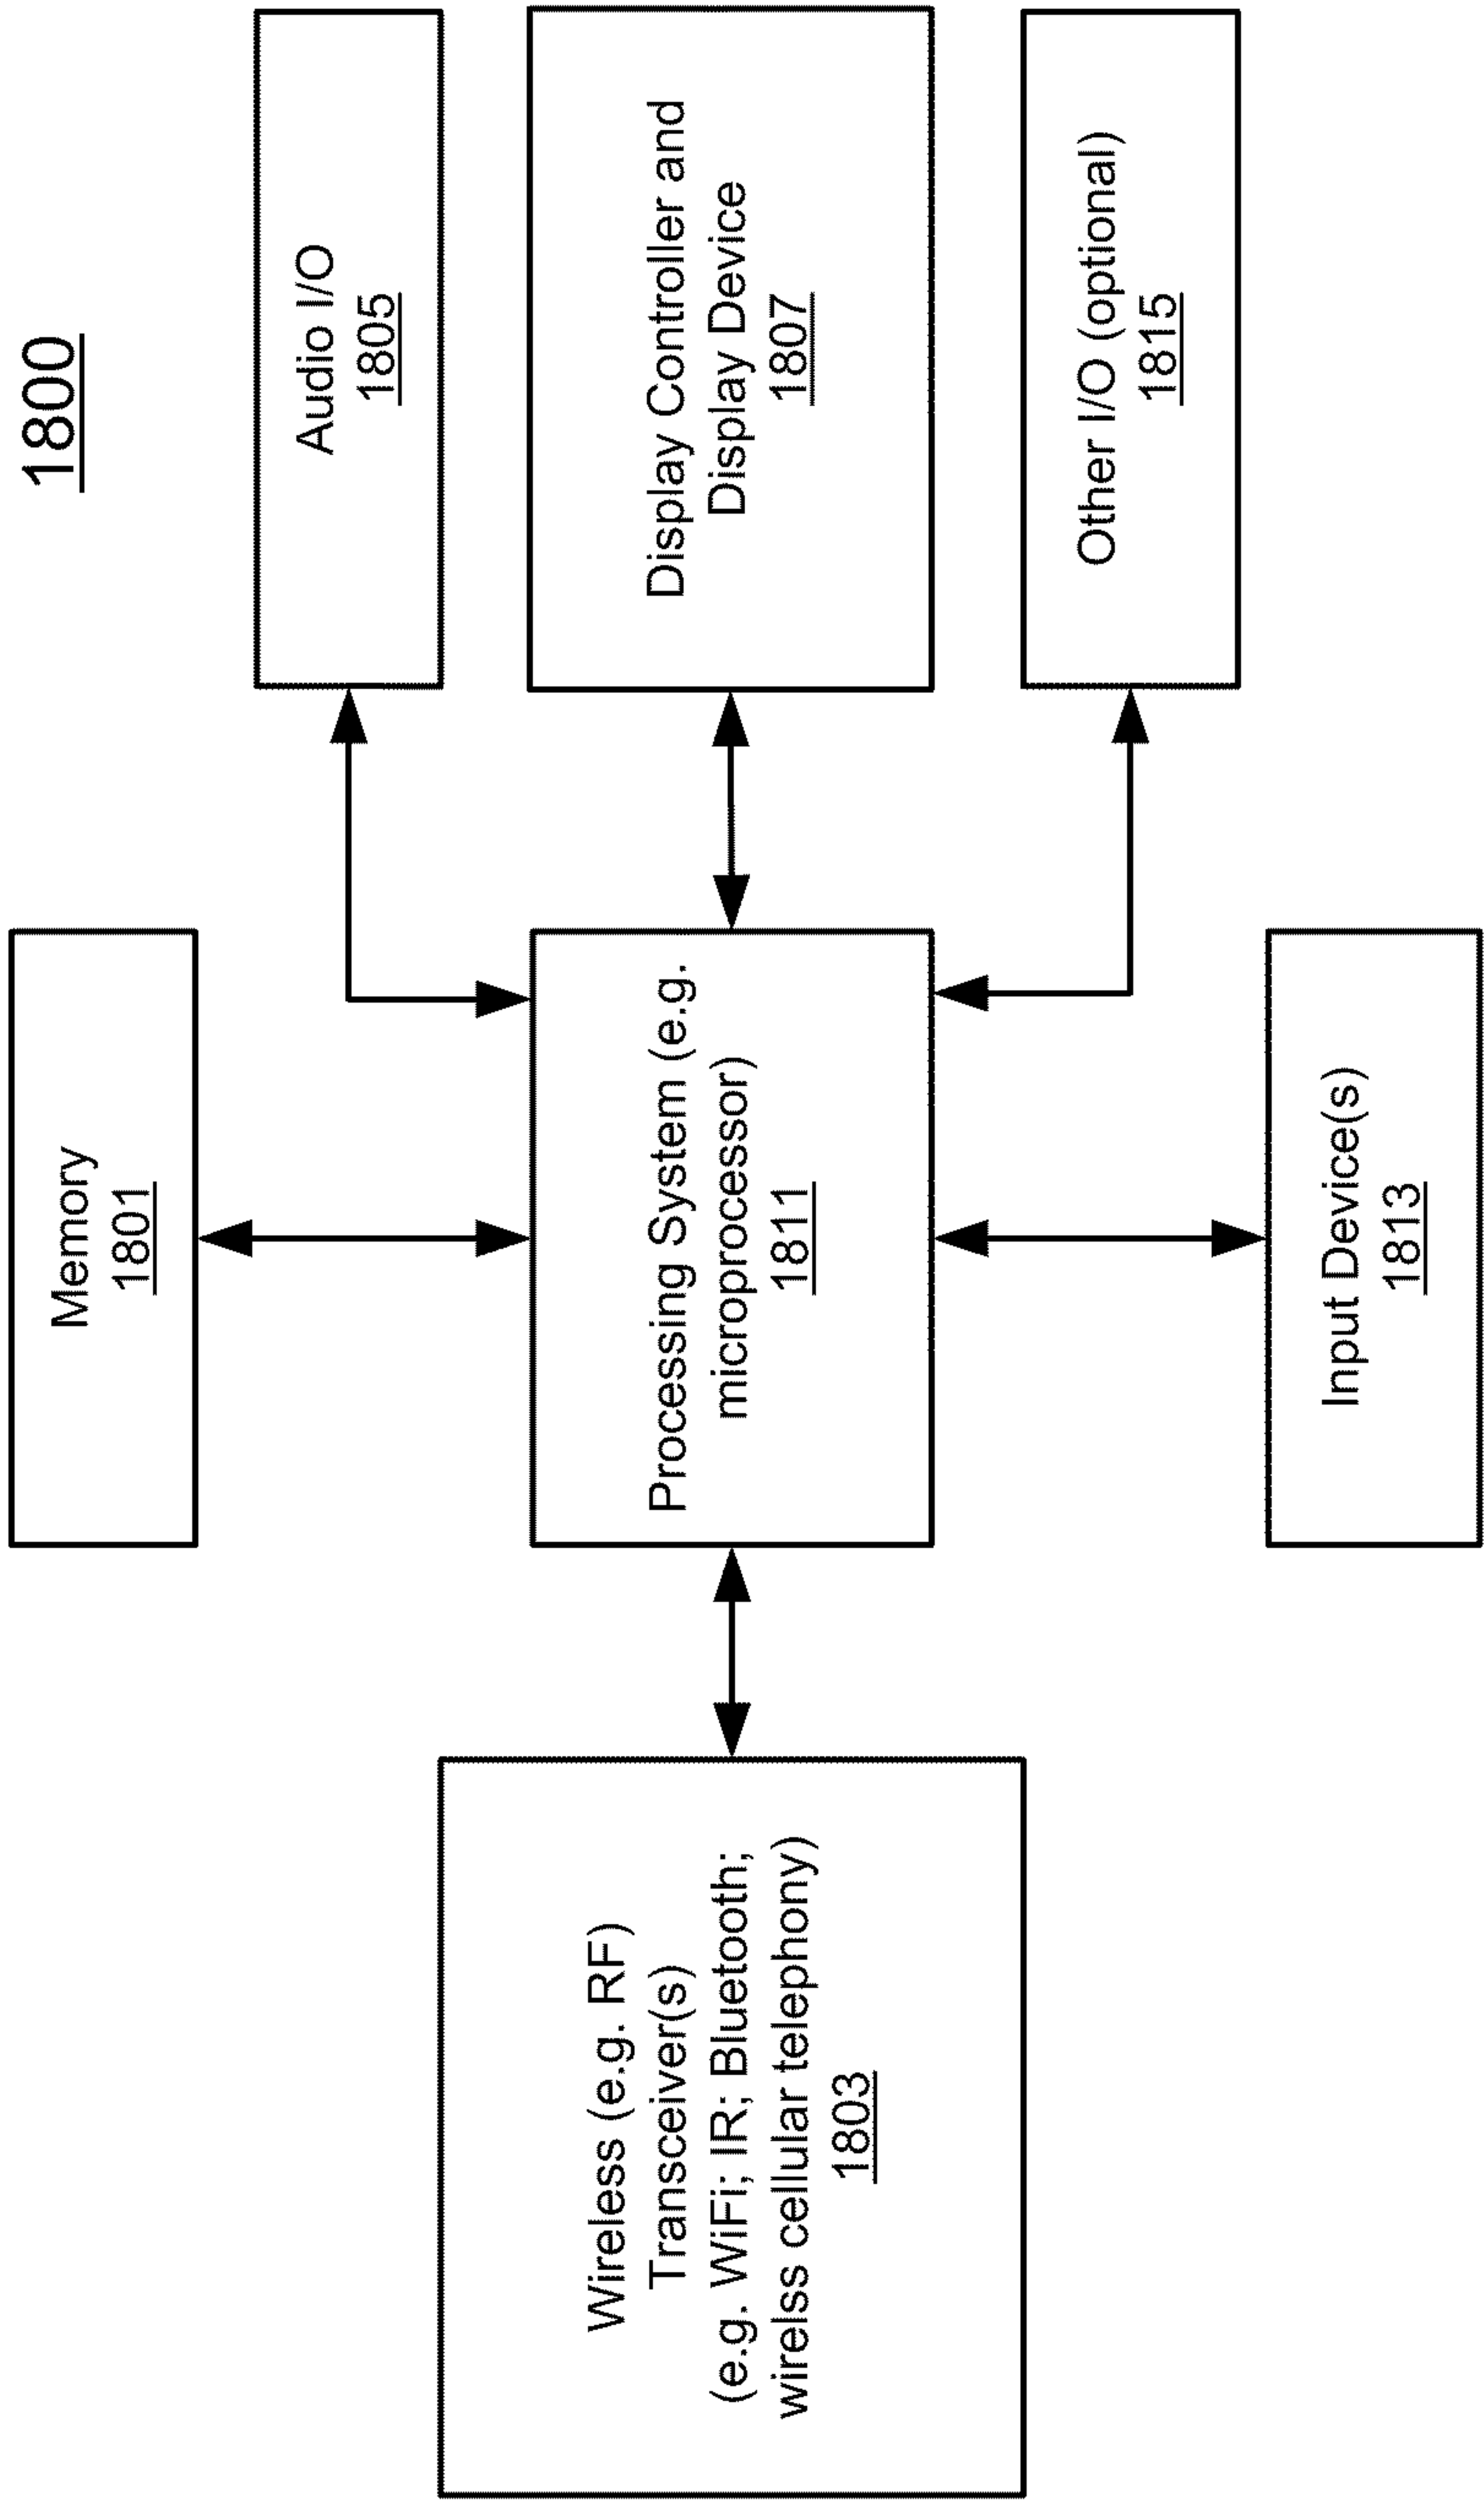 1800
Memory
1801
Audio I/O
1805
Wireless (e.g. RF)
Transceiver(s)
(e.g. WiFi; IR; Bluetooth;
wirelss cellular telephony)
1803
Processing System (e.g.
microprocessor)
1811
Display Controller and
Display Device
1807
Other I/O (optional)
1815
Input Device(s)
1813